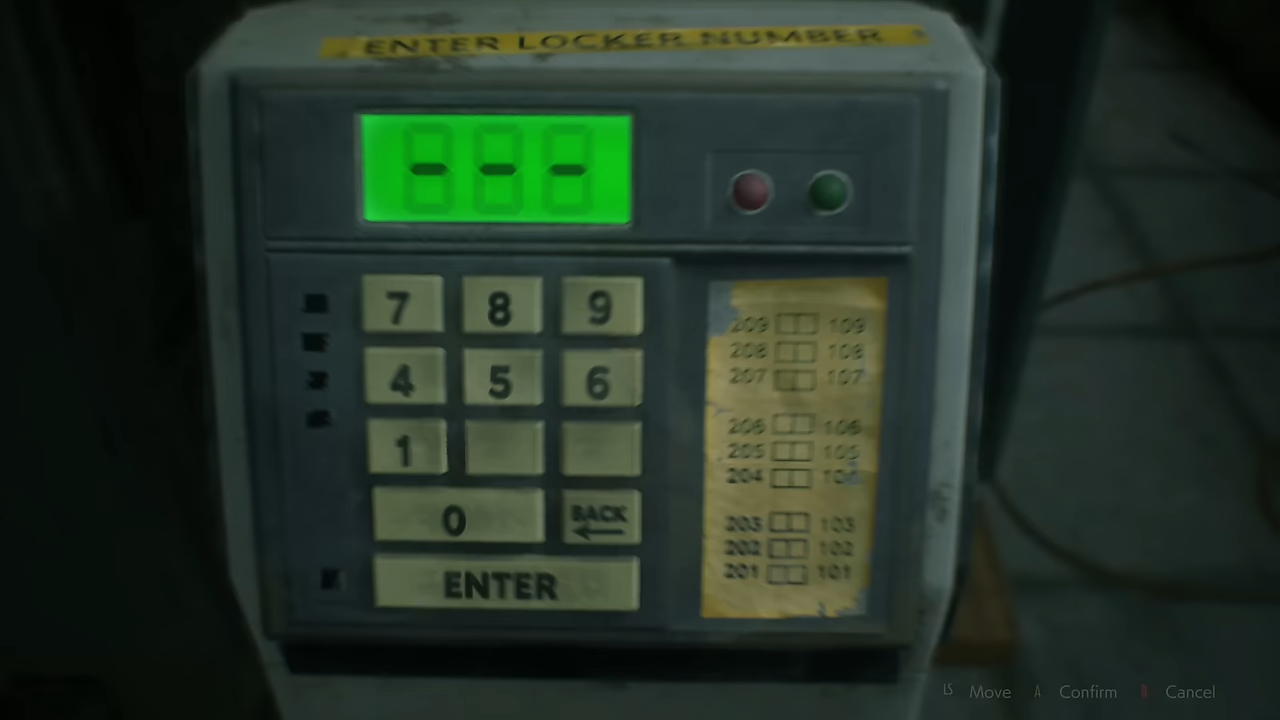 ENTER LOCKER NUMBER
- - -
7 8 9
4 5 6
1
0 BACK
ENTER
209 109
208 108
207 107
206 106
205 105
204
203 103
202 102
201 101
LS Move A Confirm B Cancel